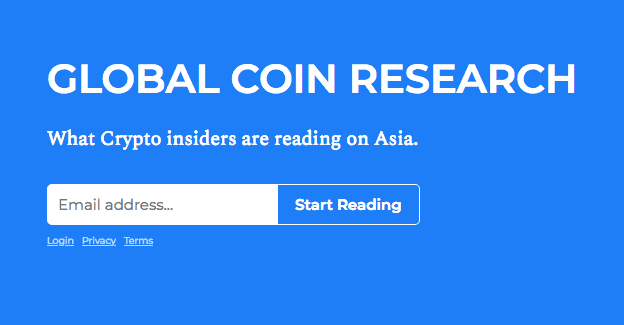 GLOBAL COIN RESEARCH
What Crypto insiders are reading on Asia.
Email address... Start Reading
Login Privacy Terms